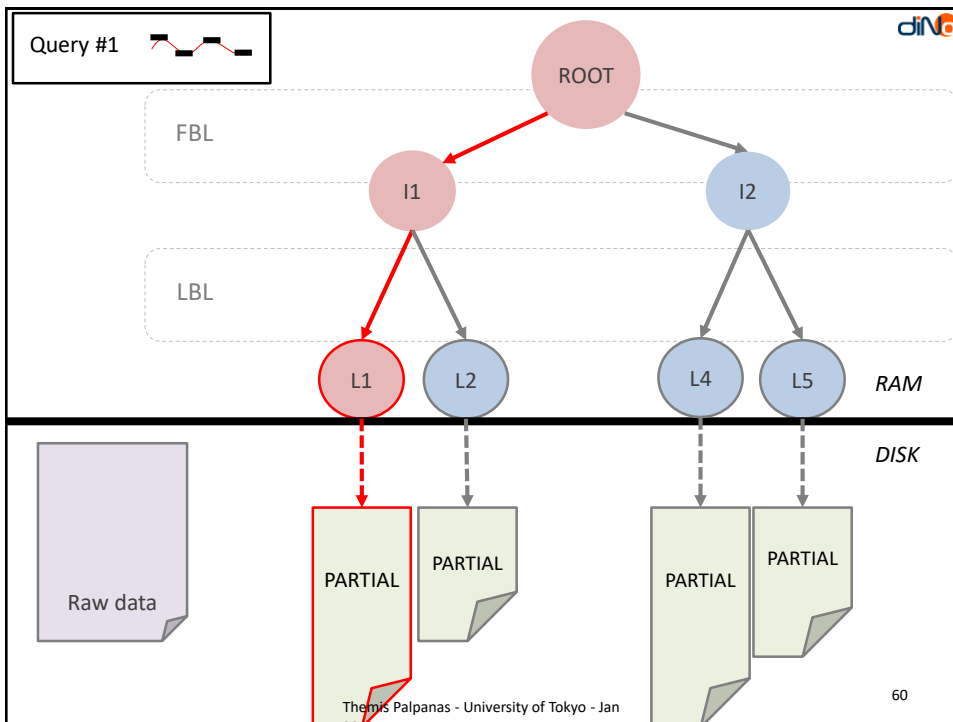 Query #1
diNo
ROOT
FBL
I1
I2
LBL
L1
L2
L4
L5
RAM
DISK
Raw data
PARTIAL
PARTIAL
PARTIAL
PARTIAL
Themis Palpanas - University of Tokyo - Jan
60